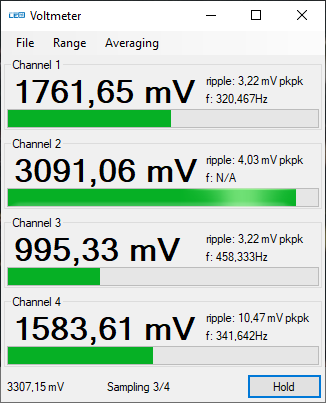 Voltmeter
File Range Averaging
Channel 1
1761,65 mV
ripple: 3,22 mV pkpk
f: 320,467Hz
Channel 2
3091,06 mV
ripple: 4,03 mV pkpk
f: N/A
Channel 3
995,33 mV
ripple: 3,22 mV pkpk
f: 458,333Hz
Channel 4
1583,61 mV
ripple: 10,47 mV pkpk
f: 341,642Hz
3307,15 mV Sampling 3/4 Hold